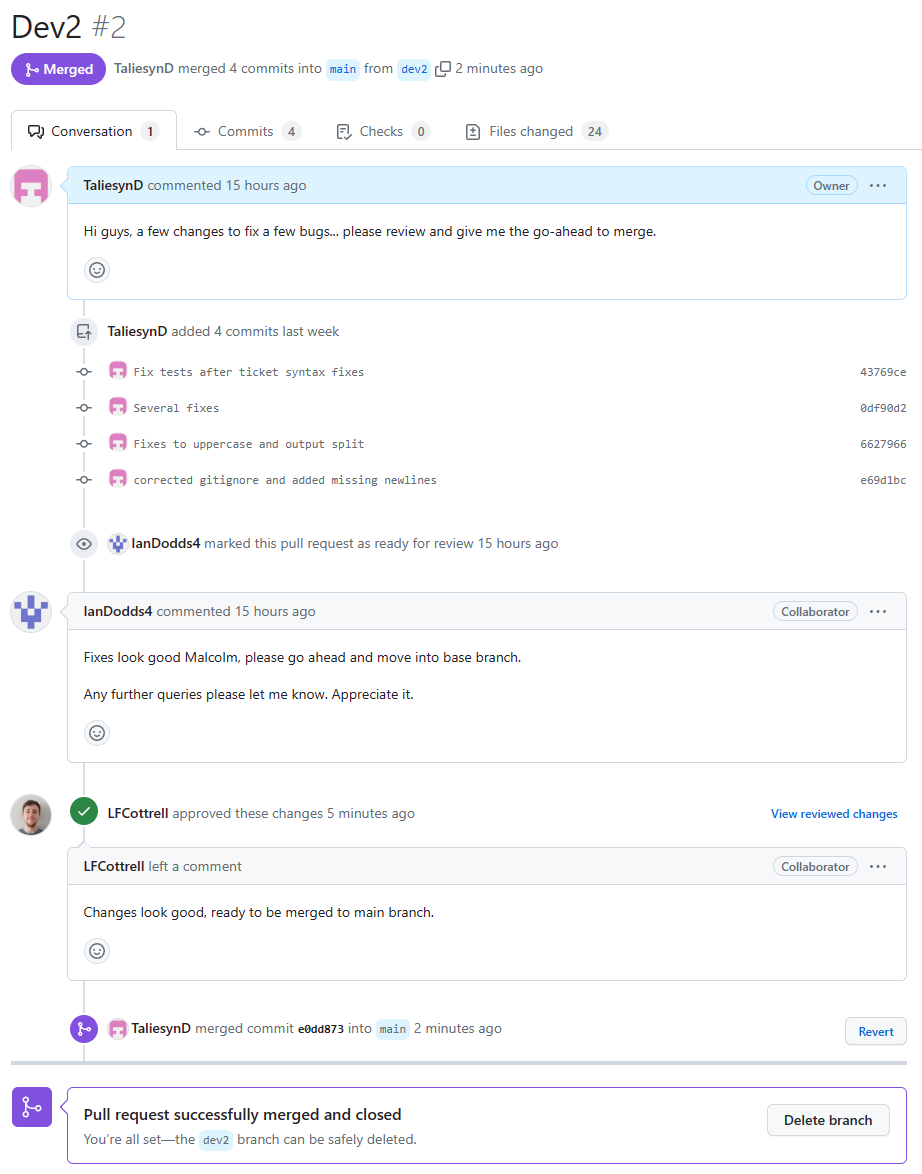 Dev2 #2
Merged TaliesynD merged 4 commits into main from dev2 2 minutes ago
Conversation 1 Commits 4 Checks 0 Files changed 24
TaliesynD commented 15 hours ago Owner ...
Hi guys, a few changes to fix a few bugs... please review and give me the go-ahead to merge.
TaliesynD added 4 commits last week
Fix tests after ticket syntax fixes 43769ce
Several fixes 0df90d2
Fixes to uppercase and output split 6627966
corrected gitignore and added missing newlines e69d1bc
IanDodds4 marked this pull request as ready for review 15 hours ago
IanDodds4 commented 15 hours ago Collaborator ...
Fixes look good Malcolm, please go ahead and move into base branch.
Any further queries please let me know. Appreciate it.
LFCottrell approved these changes 5 minutes ago View reviewed changes
LFCottrell left a comment Collaborator ...
Changes look good, ready to be merged to main branch.
TaliesynD merged commit e0dd873 into main 2 minutes ago Revert
Pull request successfully merged and closed
You're all set—the dev2 branch can be safely deleted.
Delete branch